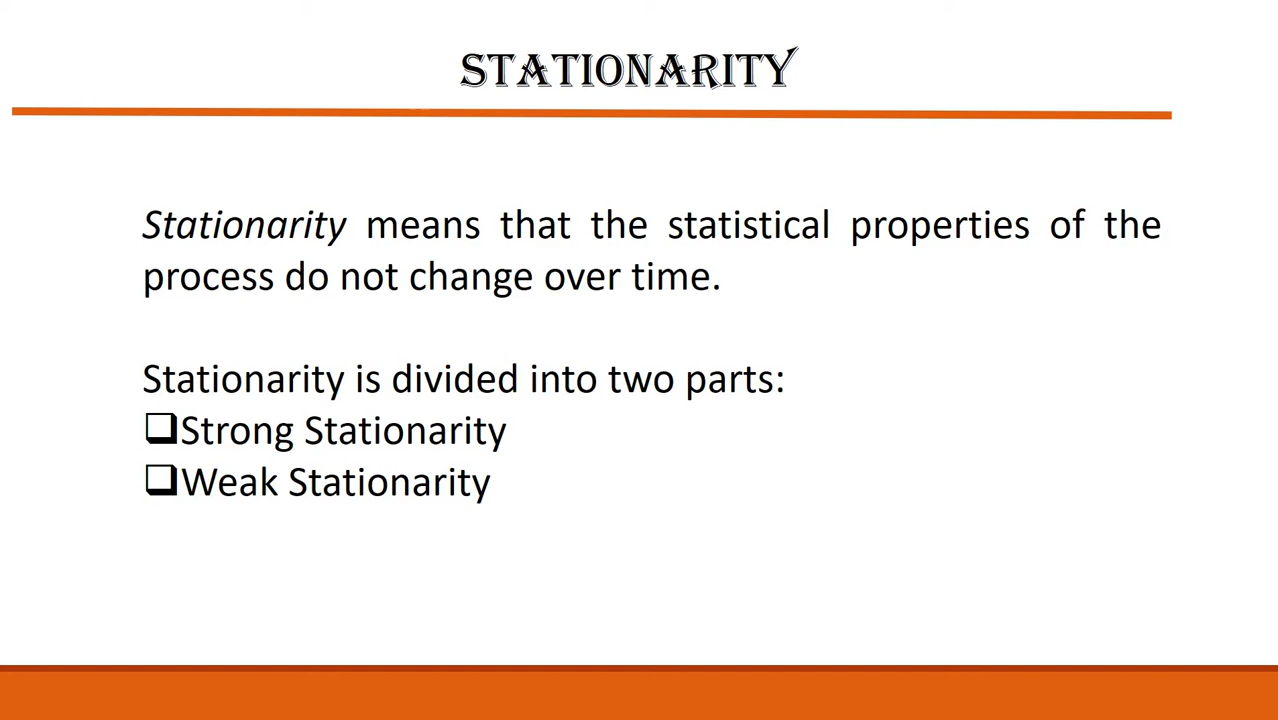 STATIONARITY
Stationarity means that the statistical properties of the
process do not change over time.
Stationarity is divided into two parts:
❑Strong Stationarity
❑Weak Stationarity